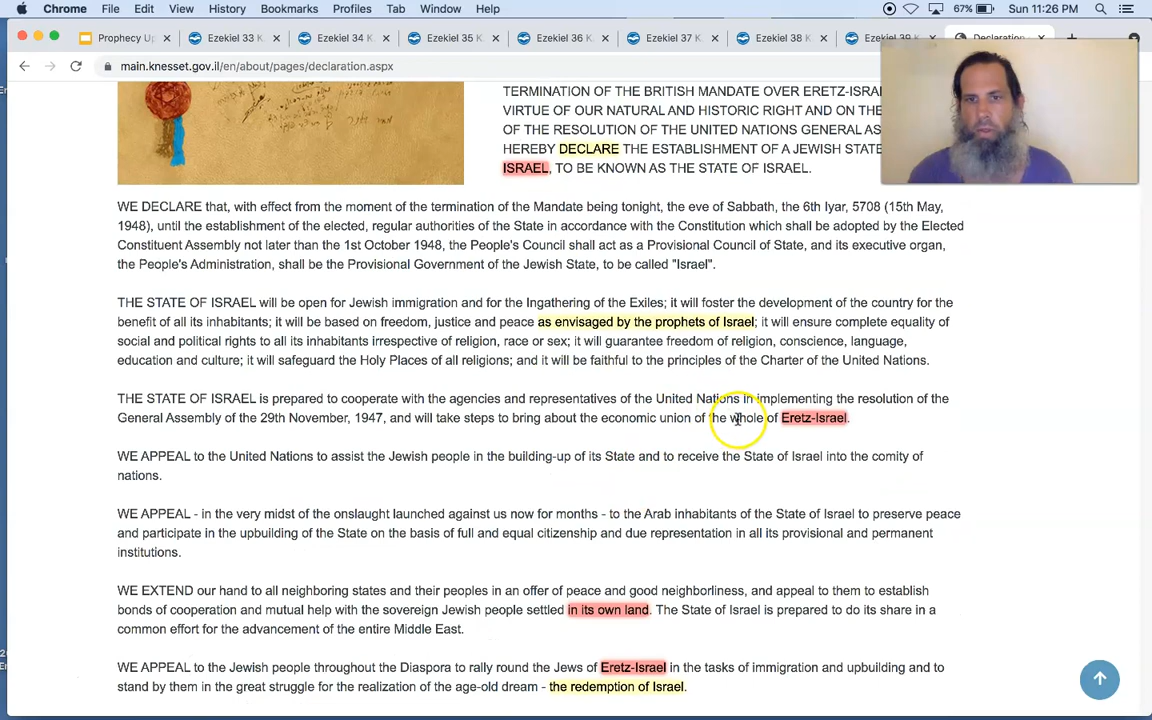 Chrome File Edit View History Bookmarks Profiles Tab Window Help 67% Sun 11:26 PM
Prophecy Up Ezekiel 33 Ezekiel 34 Ezekiel 35 Ezekiel 36 Ezekiel 37 Ezekiel 38 Ezekiel 39 Declaration
main.knesset.gov.il/en/about/pages/declaration.aspx
TERMINATION OF THE BRITISH MANDATE OVER ERETZ-ISRA
VIRTUE OF OUR NATURAL AND HISTORIC RIGHT AND ON THE
OF THE RESOLUTION OF THE UNITED NATIONS GENERAL AS
HEREBY DECLARE THE ESTABLISHMENT OF A JEWISH STATE
ISRAEL, TO BE KNOWN AS THE STATE OF ISRAEL.
WE DECLARE that, with effect from the moment of the termination of the Mandate being tonight, the eve of Sabbath, the 6th Iyar, 5708 (15th May,
1948), until the establishment of the elected, regular authorities of the State in accordance with the Constitution which shall be adopted by the Elected
Constituent Assembly not later than the 1st October 1948, the People's Council shall act as a Provisional Council of State, and its executive organ,
the People's Administration, shall be the Provisional Government of the Jewish State, to be called "Israel".
THE STATE OF ISRAEL will be open for Jewish immigration and for the Ingathering of the Exiles; it will foster the development of the country for the
benefit of all its inhabitants; it will be based on freedom, justice and peace as envisaged by the prophets of Israel; it will ensure complete equality of
social and political rights to all its inhabitants irrespective of religion, race or sex; it will guarantee freedom of religion, conscience, language,
education and culture; it will safeguard the Holy Places of all religions; and it will be faithful to the principles of the Charter of the United Nations.
THE STATE OF ISRAEL is prepared to cooperate with the agencies and representatives of the United Nations in implementing the resolution of the
General Assembly of the 29th November, 1947, and will take steps to bring about the economic union of the whole of Eretz-Israel.
WE APPEAL to the United Nations to assist the Jewish people in the building-up of its State and to receive the State of Israel into the comity of
nations.
WE APPEAL - in the very midst of the onslaught launched against us now for months - to the Arab inhabitants of the State of Israel to preserve peace
and participate in the upbuilding of the State on the basis of full and equal citizenship and due representation in all its provisional and permanent
institutions.
WE EXTEND our hand to all neighboring states and their peoples in an offer of peace and good neighborliness, and appeal to them to establish
bonds of cooperation and mutual help with the sovereign Jewish people settled in its own land. The State of Israel is prepared to do its share in a
common effort for the advancement of the entire Middle East.
WE APPEAL to the Jewish people throughout the Diaspora to rally round the Jews of Eretz-Israel in the tasks of immigration and upbuilding and to
stand by them in the great struggle for the realization of the age-old dream - the redemption of Israel.